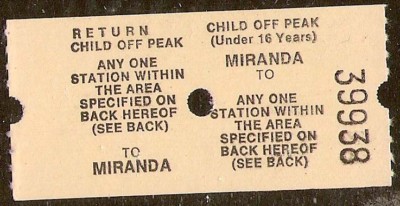 RETURN
CHILD OFF PEAK
ANY ONE
STATION WITHIN
THE AREA
SPECIFIED ON
BACK HEREOF
(SEE BACK)
TO
MIRANDA
CHILD OFF PEAK
(Under 16 Years)
MIRANDA
TO
ANY ONE
STATION WITHIN
THE AREA
SPECIFIED ON
BACK HEREOF
(SEE BACK)
39938